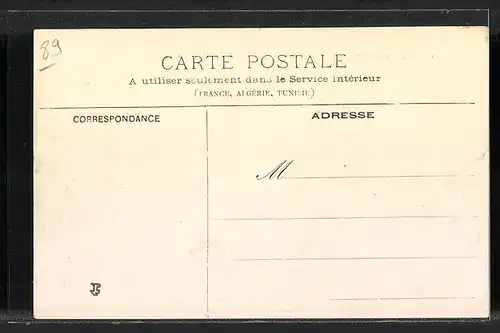 89
CARTE POSTALE
A utiliser seulement dans le Service intérieur
(FRANCE, ALGÉRIE, TUNISIE)
CORRESPONDANCE
ADRESSE
M